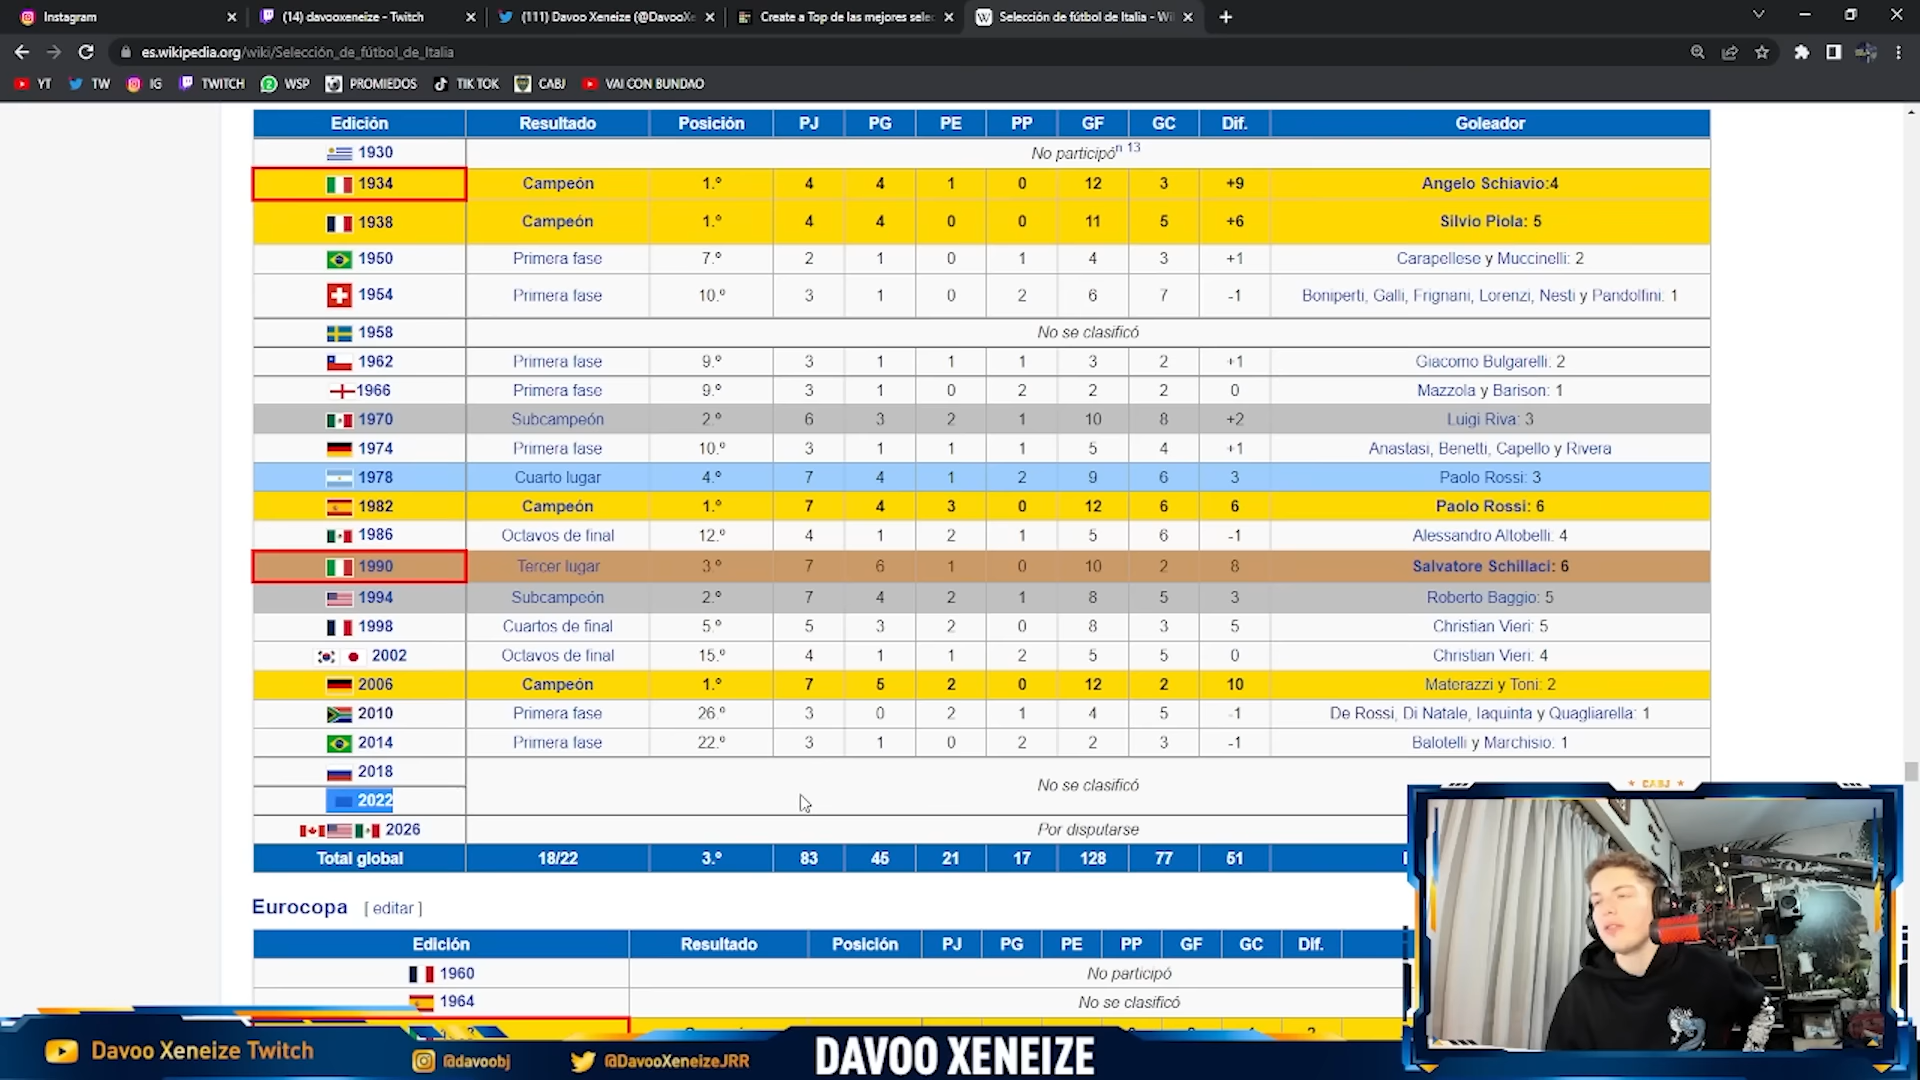 Instagram
(14) davooxeneize - Twitch
(111) Davoo Xeneize (@DavooXe
Create a Top de las mejores selec
Selección de fútbol de Italia - Wi
es.wikipedia.org/wiki/Selección_de_fútbol_de_Italia
YT TW IG TWITCH WSP PROMIEDOS TIK TOK CABJ VAI CON BUNDAO
Edición Resultado Posición PJ PG PE PP GF GC Dif. Goleador
1930 No participó n 13
1934 Campeón 1.º 4 4 1 0 12 3 +9 Angelo Schiavio:4
1938 Campeón 1.º 4 4 0 0 11 5 +6 Silvio Piola: 5
1950 Primera fase 7.º 2 1 0 1 4 3 +1 Carapellese y Muccinelli: 2
1954 Primera fase 10.º 3 1 0 2 6 7 -1 Boniperti, Galli, Frignani, Lorenzi, Nesti y Pandolfini: 1
1958 No se clasificó
1962 Primera fase 9.º 3 1 1 1 3 2 +1 Giacomo Bulgarelli: 2
1966 Primera fase 9.º 3 1 0 2 2 2 0 Mazzola y Barison: 1
1970 Subcampeón 2.º 6 3 2 1 10 8 +2 Luigi Riva: 3
1974 Primera fase 10.º 3 1 1 1 5 4 +1 Anastasi, Benetti, Capello y Rivera
1978 Cuarto lugar 4.º 7 4 1 2 9 6 3 Paolo Rossi: 3
1982 Campeón 1.º 7 4 3 0 12 6 6 Paolo Rossi: 6
1986 Octavos de final 12.º 4 1 2 1 5 6 -1 Alessandro Altobelli: 4
1990 Tercer lugar 3 º 7 6 1 0 10 2 8 Salvatore Schillaci: 6
1994 Subcampeón 2.º 7 4 2 1 8 5 3 Roberto Baggio: 5
1998 Cuartos de final 5.º 5 3 2 0 8 3 5 Christian Vieri: 5
2002 Octavos de final 15.º 4 1 1 2 5 5 0 Christian Vieri: 4
2006 Campeón 1.º 7 5 2 0 12 2 10 Materazzi y Toni: 2
2010 Primera fase 26.º 3 0 2 1 4 5 -1 De Rossi, Di Natale, Iaquinta y Quagliarella: 1
2014 Primera fase 22.º 3 1 0 2 2 3 -1 Balotelli y Marchisio: 1
2018 No se clasificó
2022
2026 Por disputarse
Total global 18/22 3.º 83 45 21 17 128 77 51
Eurocopa [ editar ]
Edición Resultado Posición PJ PG PE PP GF GC Dif.
1960 No participó
1964 No se clasificó
CABJ
Davoo Xeneize Twitch
@davoobj
@DavooXeneizeJRR
DAVOO XENEIZE